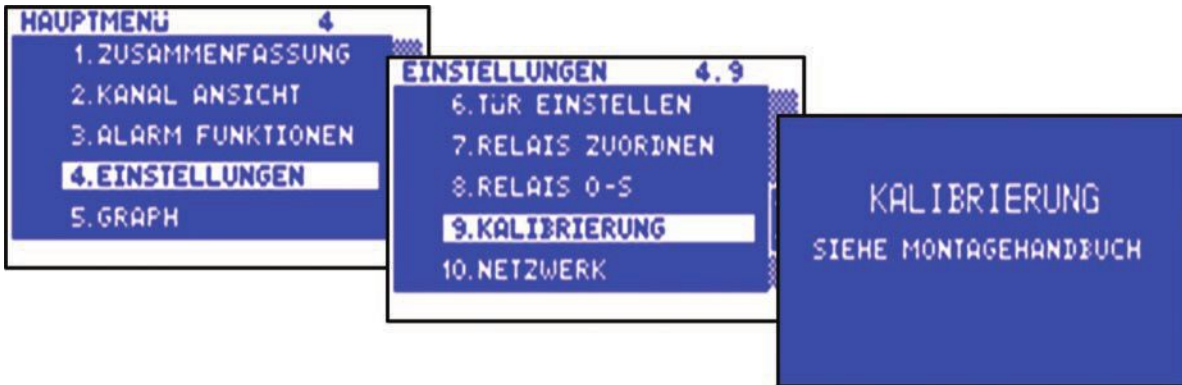 HAUPTMENÜ 4
1.ZUSAMMENFASSUNG
2.KANAL ANSICHT
3.ALARM FUNKTIONEN
4.EINSTELLUNGEN
5.GRAPH
EINSTELLUNGEN 4.9
6.TÜR EINSTELLEN
7.RELAIS ZUORDNEN
8.RELAIS O-S
9.KALIBRIERUNG
10.NETZWERK
KALIBRIERUNG
SIEHE MONTAGEHANDBUCH